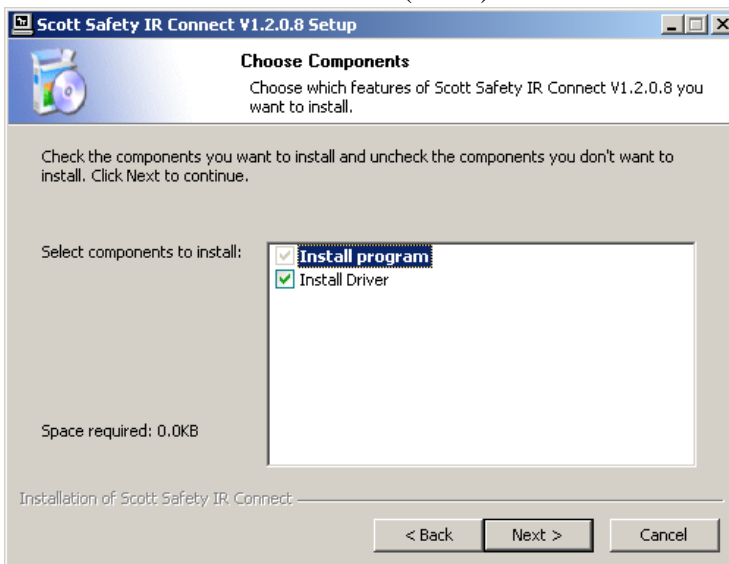 Scott Safety IR Connect V1.2.0.8 Setup
Choose Components
Choose which features of Scott Safety IR Connect V1.2.0.8 you
want to install.
Check the components you want to install and uncheck the components you don't want to
install. Click Next to continue.
Select components to install:
Install program
Install Driver
Space required: 0.0KB
Installation of Scott Safety IR Connect
< Back
Next >
Cancel